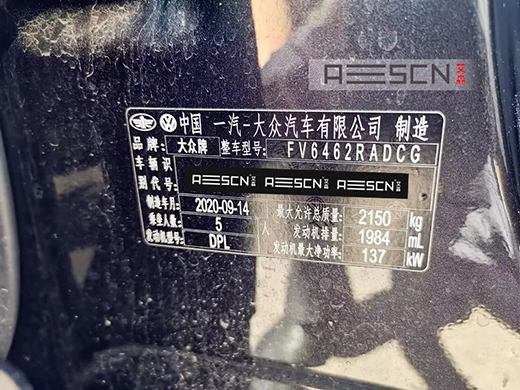 AESCN 艾森
中国 一汽-大众汽车有限公司 制造
品牌: 大众牌 整车型号: FV6462RADCG
车辆识别代号: AESCN AESCN AESCN
制造年月: 2020-09-14 最大允许总质量: 2150 kg
乘坐人数: 5 人 发动机排量: 1984 mL
发动机型号: DPL 发动机最大净功率: 137 kW